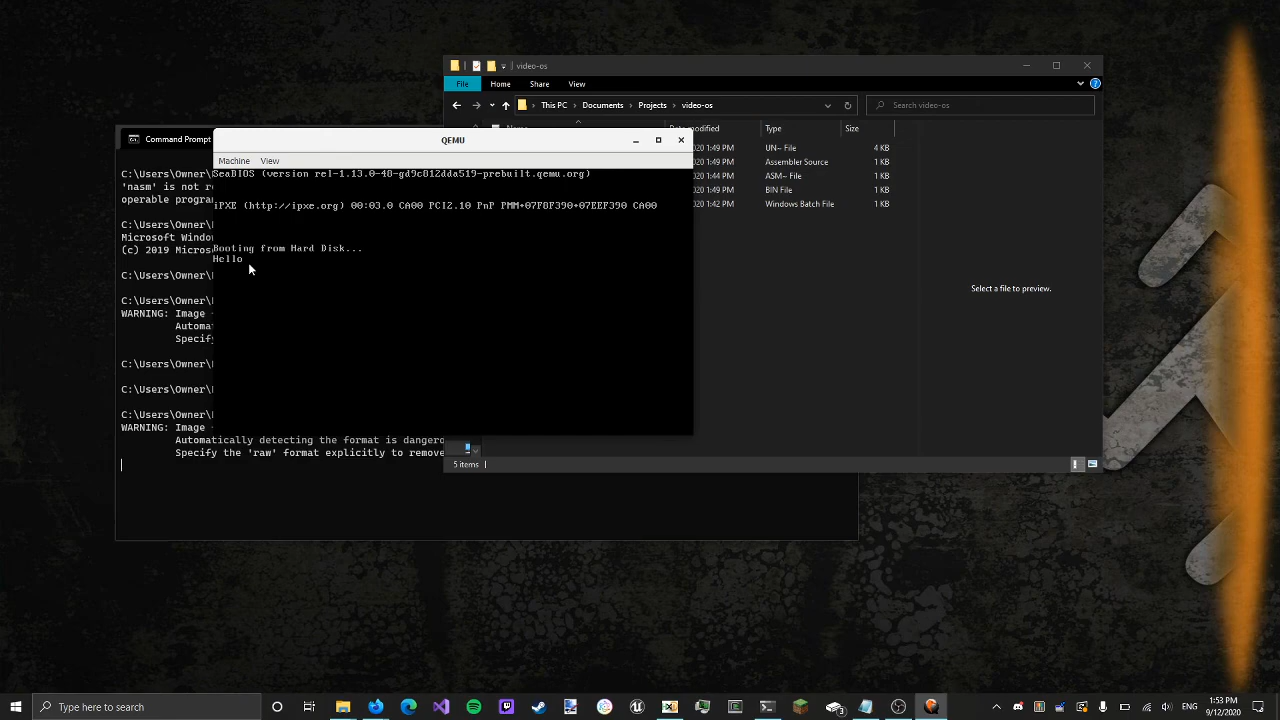 video-os
File
Home
Share
View
This PC
Documents
Projects
video-os
Search video-os
Command Prompt
QEMU
Machine
View
Type
Size
2020 1:49 PM
UN~ File
4 KB
2020 1:49 PM
Assembler Source
1 KB
2020 1:44 PM
ASM~ File
1 KB
2020 1:49 PM
BIN File
1 KB
2020 1:42 PM
Windows Batch File
1 KB
Select a file to preview.
5 items
SeaBIOS (version rel-1.13.0-48-gd9c812dda519-prebuilt.qemu.org)
iPXE (http://ipxe.org) 00:03.0 CA00 PCI2.10 PnP PMM+07F8F390+07EEF390 CA00
Booting from Hard Disk...
Hello
C:\Users\Owner\
'nasm' is not r
operable progra
C:\Users\Owner\
Microsoft Windo
(c) 2019 Micros
C:\Users\Owner\
C:\Users\Owner\
WARNING: Image
Automa
Specif
C:\Users\Owner\
C:\Users\Owner\
C:\Users\Owner\
WARNING: Image
Automatically detecting the format is dangero
Specify the 'raw' format explicitly to remove
Type here to search
1:53 PM
9/12/2020